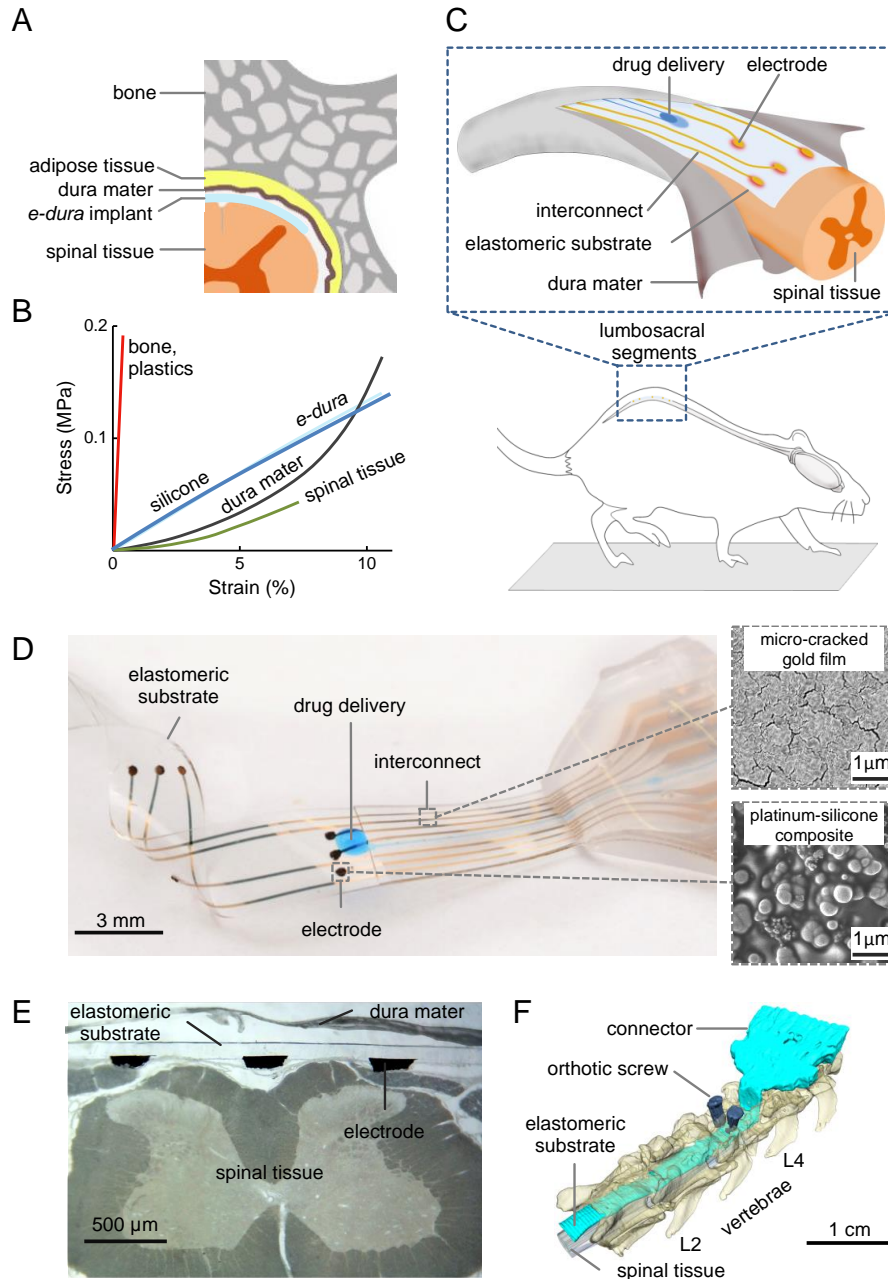 A
bone
adipose tissue
dura mater
e-dura implant
spinal tissue
B
0.2
0.1
0
Stress (MPa)
bone,
plastics
silicone
e-dura
dura mater
spinal tissue
0
5
10
Strain (%)
C
drug delivery
electrode
interconnect
elastomeric substrate
dura mater
spinal tissue
lumbosacral
segments
D
elastomeric
substrate
drug delivery
interconnect
electrode
3 mm
micro-cracked
gold film
1μm
platinum-silicone
composite
1μm
E
elastomeric
substrate
dura mater
electrode
spinal tissue
500 μm
F
connector
orthotic screw
elastomeric
substrate
L4
vertebrae
L2
spinal tissue
1 cm